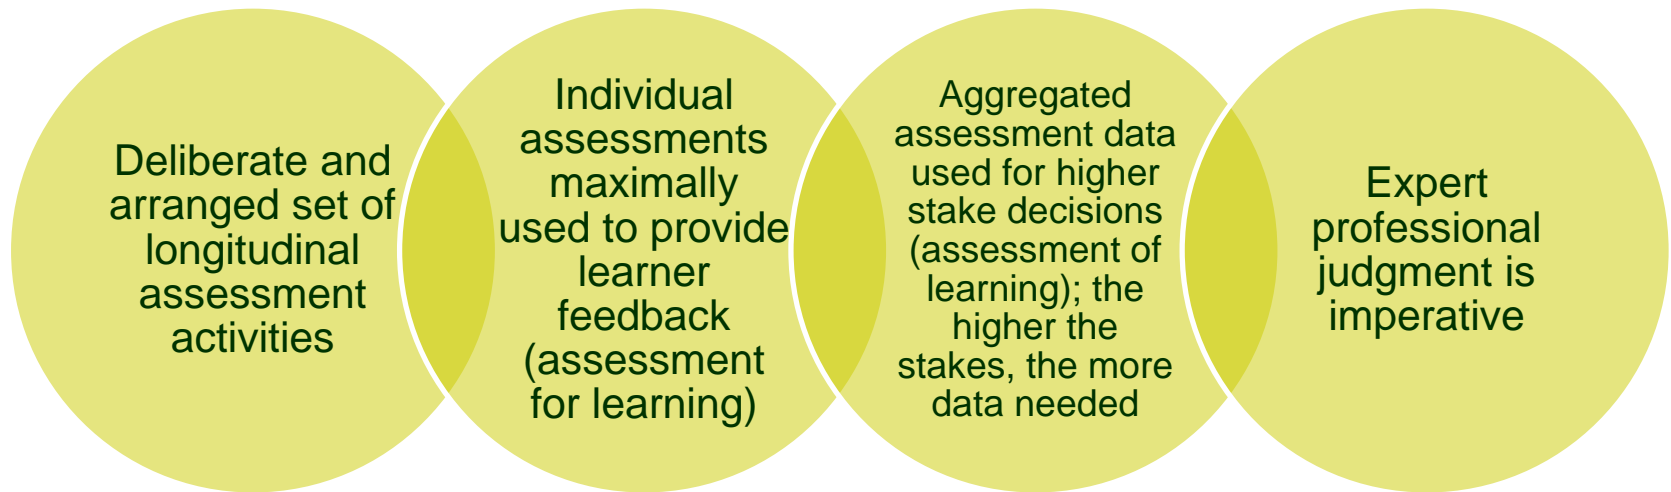 Deliberate and
arranged set of
longitudinal
assessment
activities
Individual
assessments
maximally
used to provide
learner
feedback
(assessment
for learning)
Aggregated
assessment data
used for higher
stake decisions
(assessment of
learning); the
higher the
stakes, the more
data needed
Expert
professional
judgment is
imperative